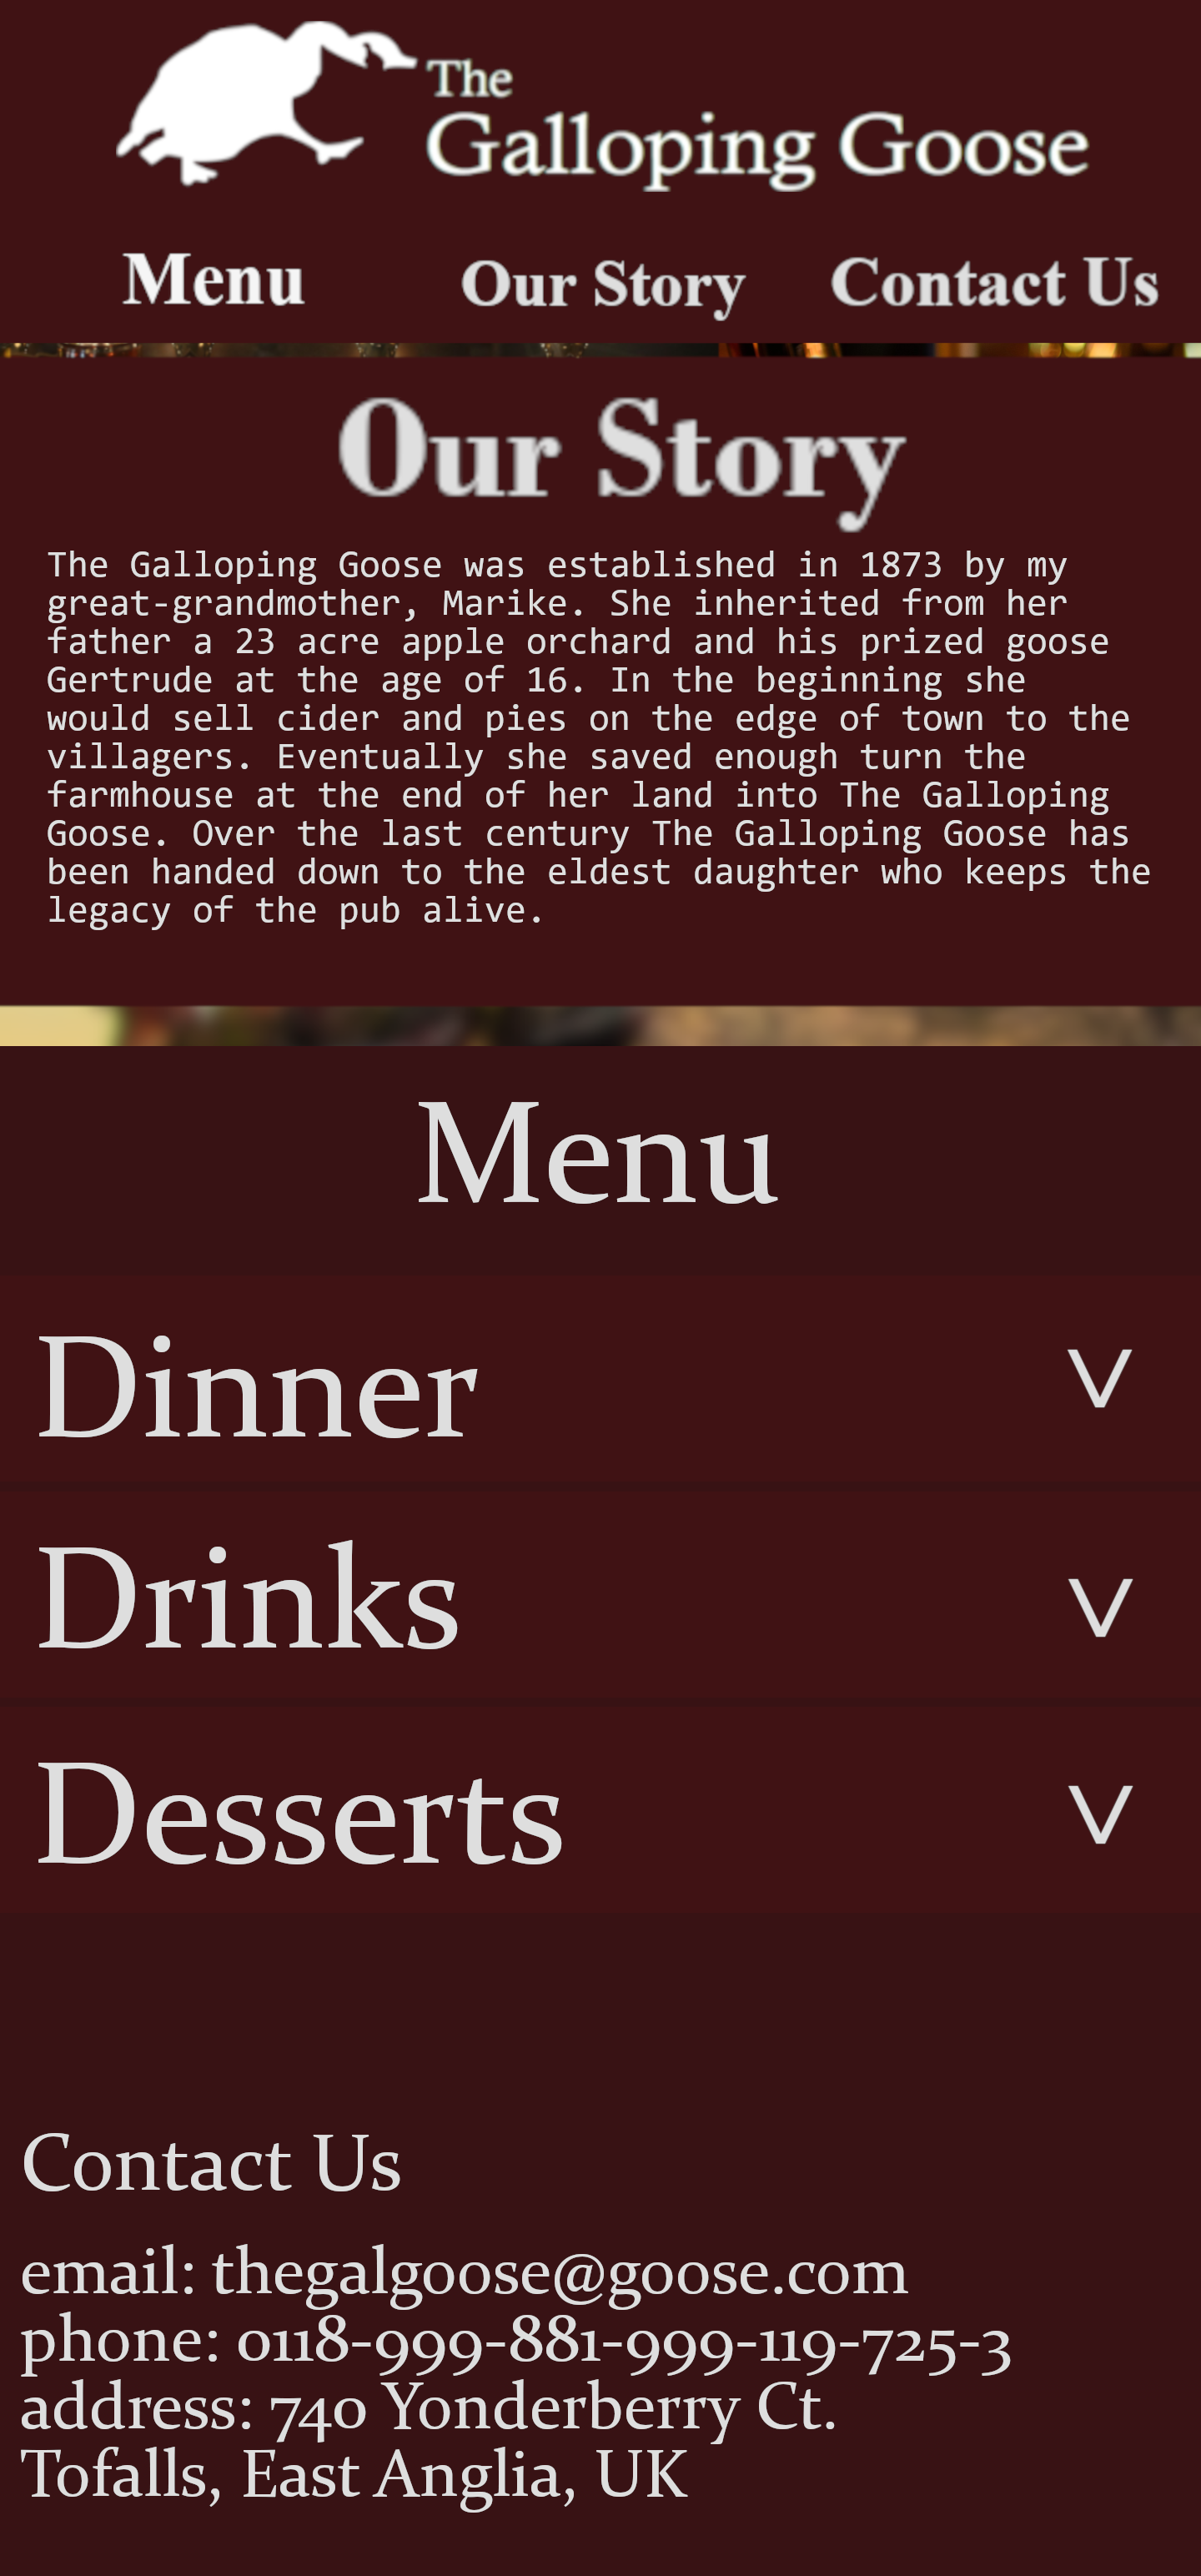 The
Galloping Goose
Menu Our Story Contact Us
Our Story
The Galloping Goose was established in 1873 by my
great-grandmother, Marike. She inherited from her
father a 23 acre apple orchard and his prized goose
Gertrude at the age of 16. In the beginning she
would sell cider and pies on the edge of town to the
villagers. Eventually she saved enough turn the
farmhouse at the end of her land into The Galloping
Goose. Over the last century The Galloping Goose has
been handed down to the eldest daughter who keeps the
legacy of the pub alive.
Menu
Dinner V
Drinks V
Desserts V
Contact Us
email: thegalgoose@goose.com
phone: 0118-999-881-999-119-725-3
address: 740 Yonderberry Ct.
Tofalls, East Anglia, UK